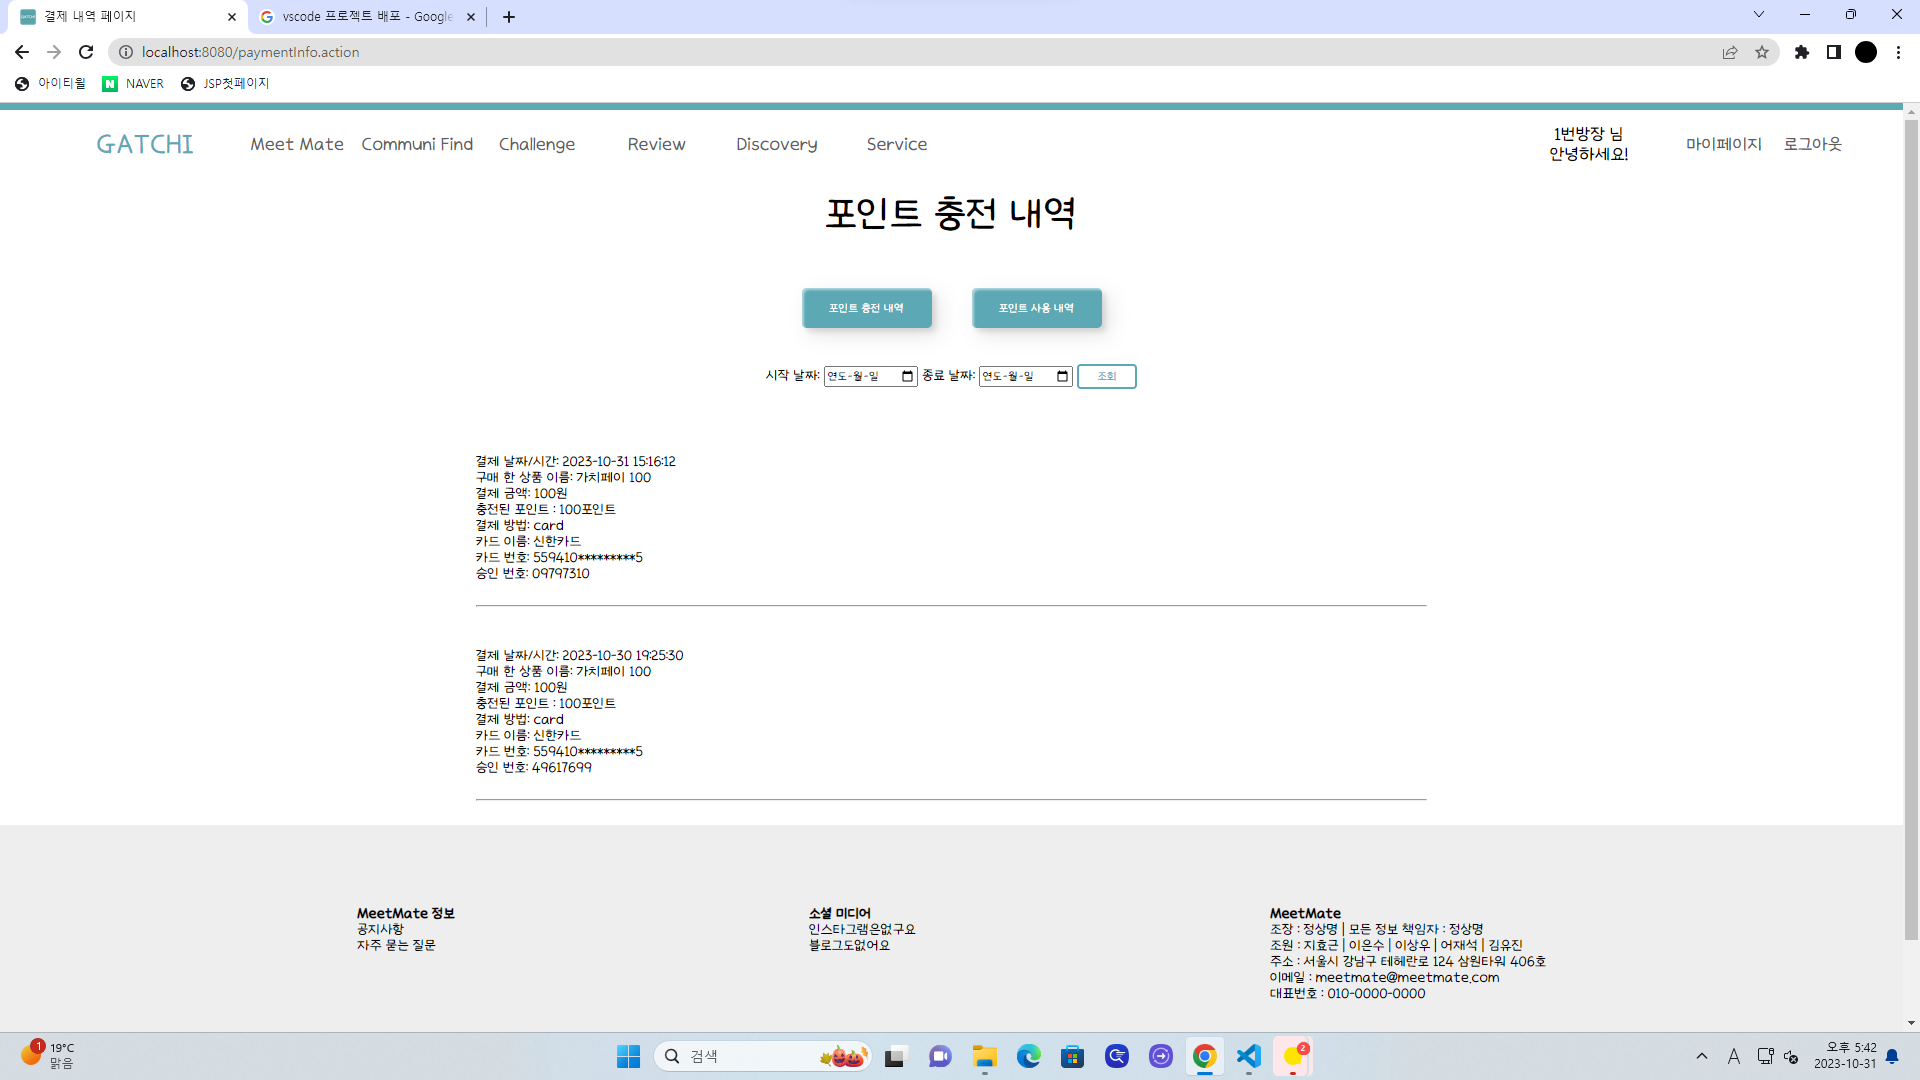 결제 내역 페이지
vscode 프로젝트 배포 - Google
localhost:8080/paymentInfo.action
아이티윌
NAVER
JSP첫페이지
GATCHI
Meet Mate
Communi Find
Challenge
Review
Discovery
Service
1번방장 님
안녕하세요!
마이페이지
로그아웃
포인트 충전 내역
포인트 충전 내역
포인트 사용 내역
시작 날짜: 연도-월-일 종료 날짜: 연도-월-일 조회
결제 날짜/시간: 2023-10-31 15:16:12
구매 한 상품 이름: 가치페이 100
결제 금액: 100원
충전된 포인트 : 100포인트
결제 방법: card
카드 이름: 신한카드
카드 번호: 559410*********5
승인 번호: 09797310
결제 날짜/시간: 2023-10-30 19:25:30
구매 한 상품 이름: 가치페이 100
결제 금액: 100원
충전된 포인트 : 100포인트
결제 방법: card
카드 이름: 신한카드
카드 번호: 559410*********5
승인 번호: 49617699
MeetMate 정보
공지사항
자주 묻는 질문
소셜 미디어
인스타그램은없구요
블로그도없어요
MeetMate
조장 : 정상명 | 모든 정보 책임자 : 정상명
조원 : 지효근 | 이은수 | 이상우 | 어재석 | 김유진
주소 : 서울시 강남구 테헤란로 124 삼원타워 406호
이메일 : meetmate@meetmate.com
대표번호 : 010-0000-0000
1
19°C
맑음
검색
2
A
오후 5:42
2023-10-31